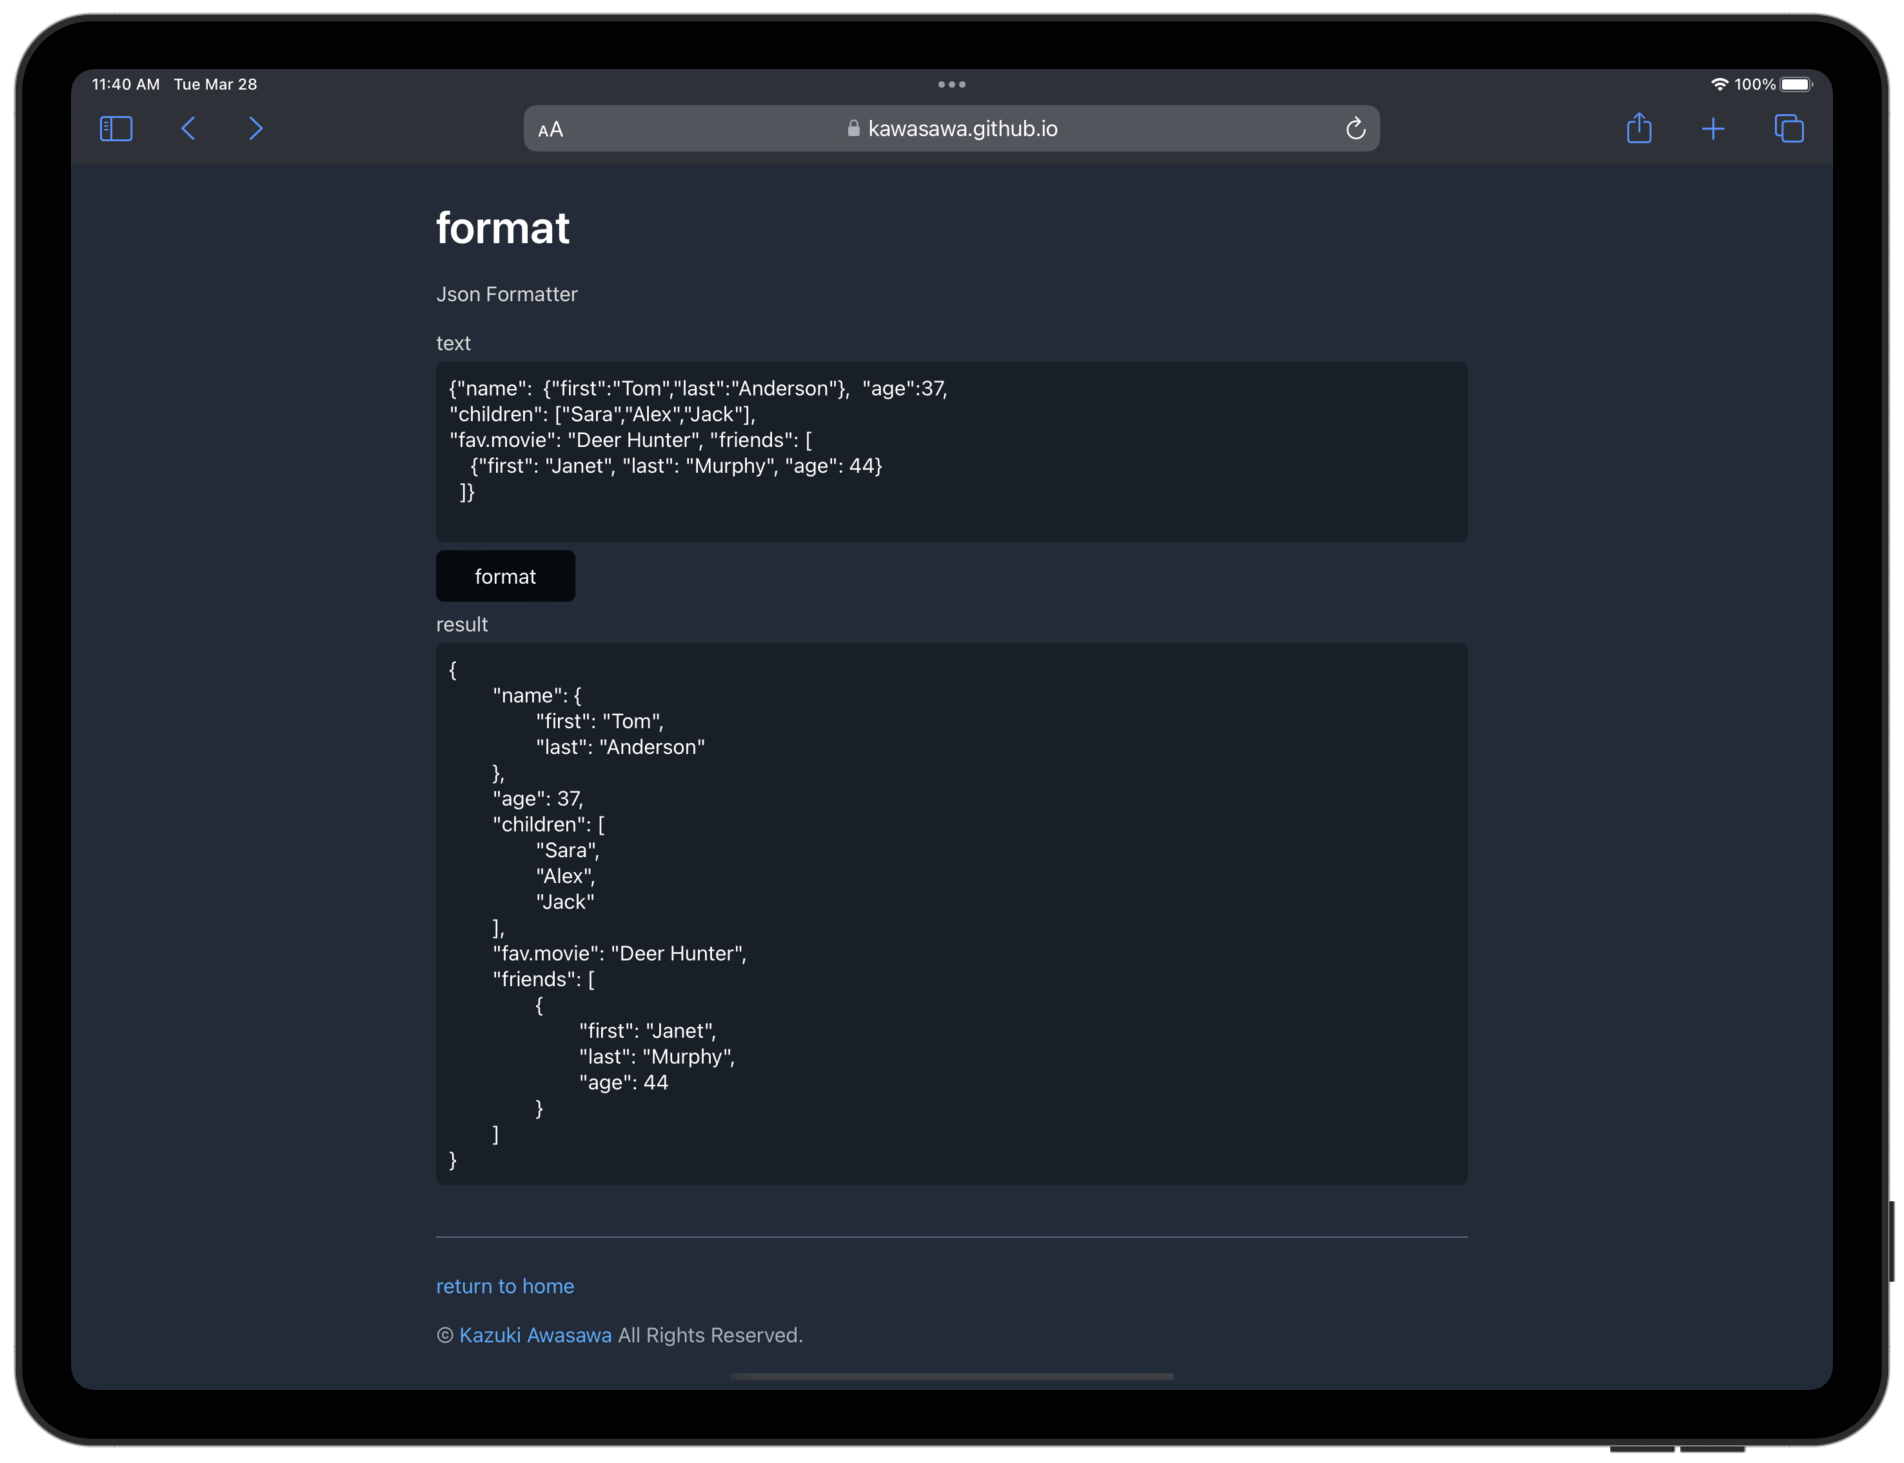 11:40 AM Tue Mar 28
100%
AA kawasawa.github.io
format
Json Formatter
text
{"name":  {"first":"Tom","last":"Anderson"},  "age":37,
"children": ["Sara","Alex","Jack"],
"fav.movie": "Deer Hunter", "friends": [
    {"first": "Janet", "last": "Murphy", "age": 44}
  ]}
format
result
{
        "name": {
                "first": "Tom",
                "last": "Anderson"
        },
        "age": 37,
        "children": [
                "Sara",
                "Alex",
                "Jack"
        ],
        "fav.movie": "Deer Hunter",
        "friends": [
                {
                        "first": "Janet",
                        "last": "Murphy",
                        "age": 44
                }
        ]
}
return to home
© Kazuki Awasawa All Rights Reserved.